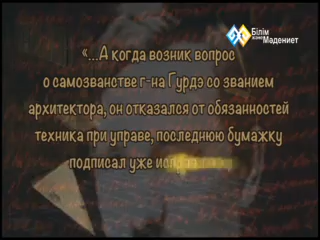 Білім
Мәдениет
«...А когда возник вопрос
о самозванстве г-на Гурдэ со званием
архитектора, он отказался от обязанностей
техника при управе, последнюю бумажку
подписал уже